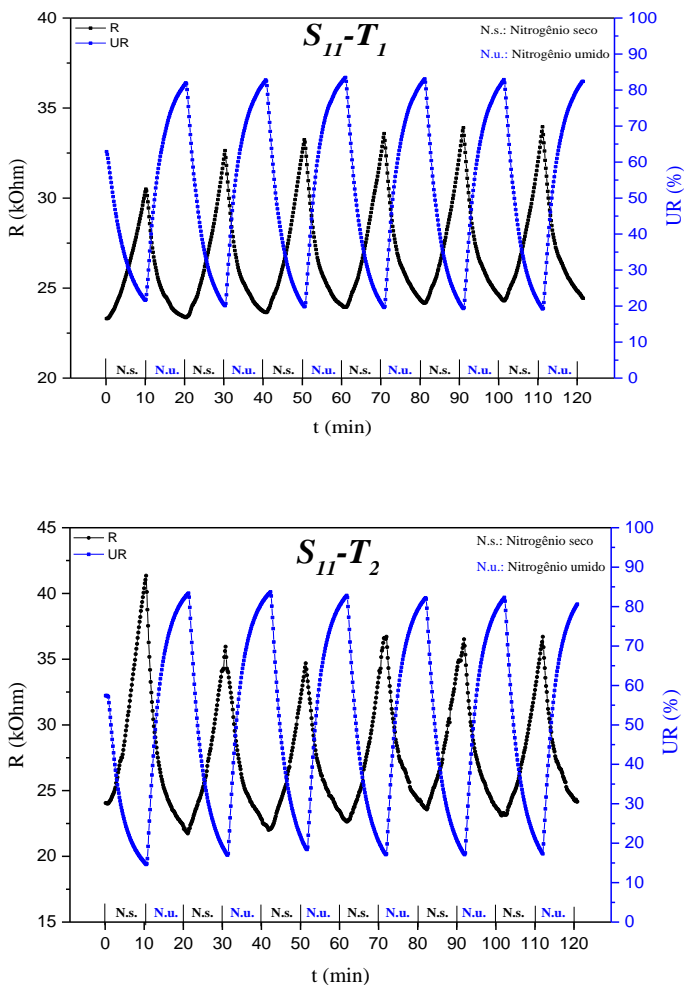 S11-T1
R
UR
N.s.: Nitrogênio seco
N.u.: Nitrogênio umido
40
35
30
25
20
R (kOhm)
100
90
80
70
60
50
40
30
20
10
0
UR (%)
N.s. N.u. N.s. N.u. N.s. N.u. N.s. N.u. N.s. N.u. N.s. N.u.
0 10 20 30 40 50 60 70 80 90 100 110 120
t (min)
S11-T2
R
UR
N.s.: Nitrogênio seco
N.u.: Nitrogênio umido
45
40
35
30
25
20
15
R (kOhm)
100
90
80
70
60
50
40
30
20
10
0
UR (%)
N.s. N.u. N.s. N.u. N.s. N.u. N.s. N.u. N.s. N.u. N.s. N.u.
0 10 20 30 40 50 60 70 80 90 100 110 120
t (min)